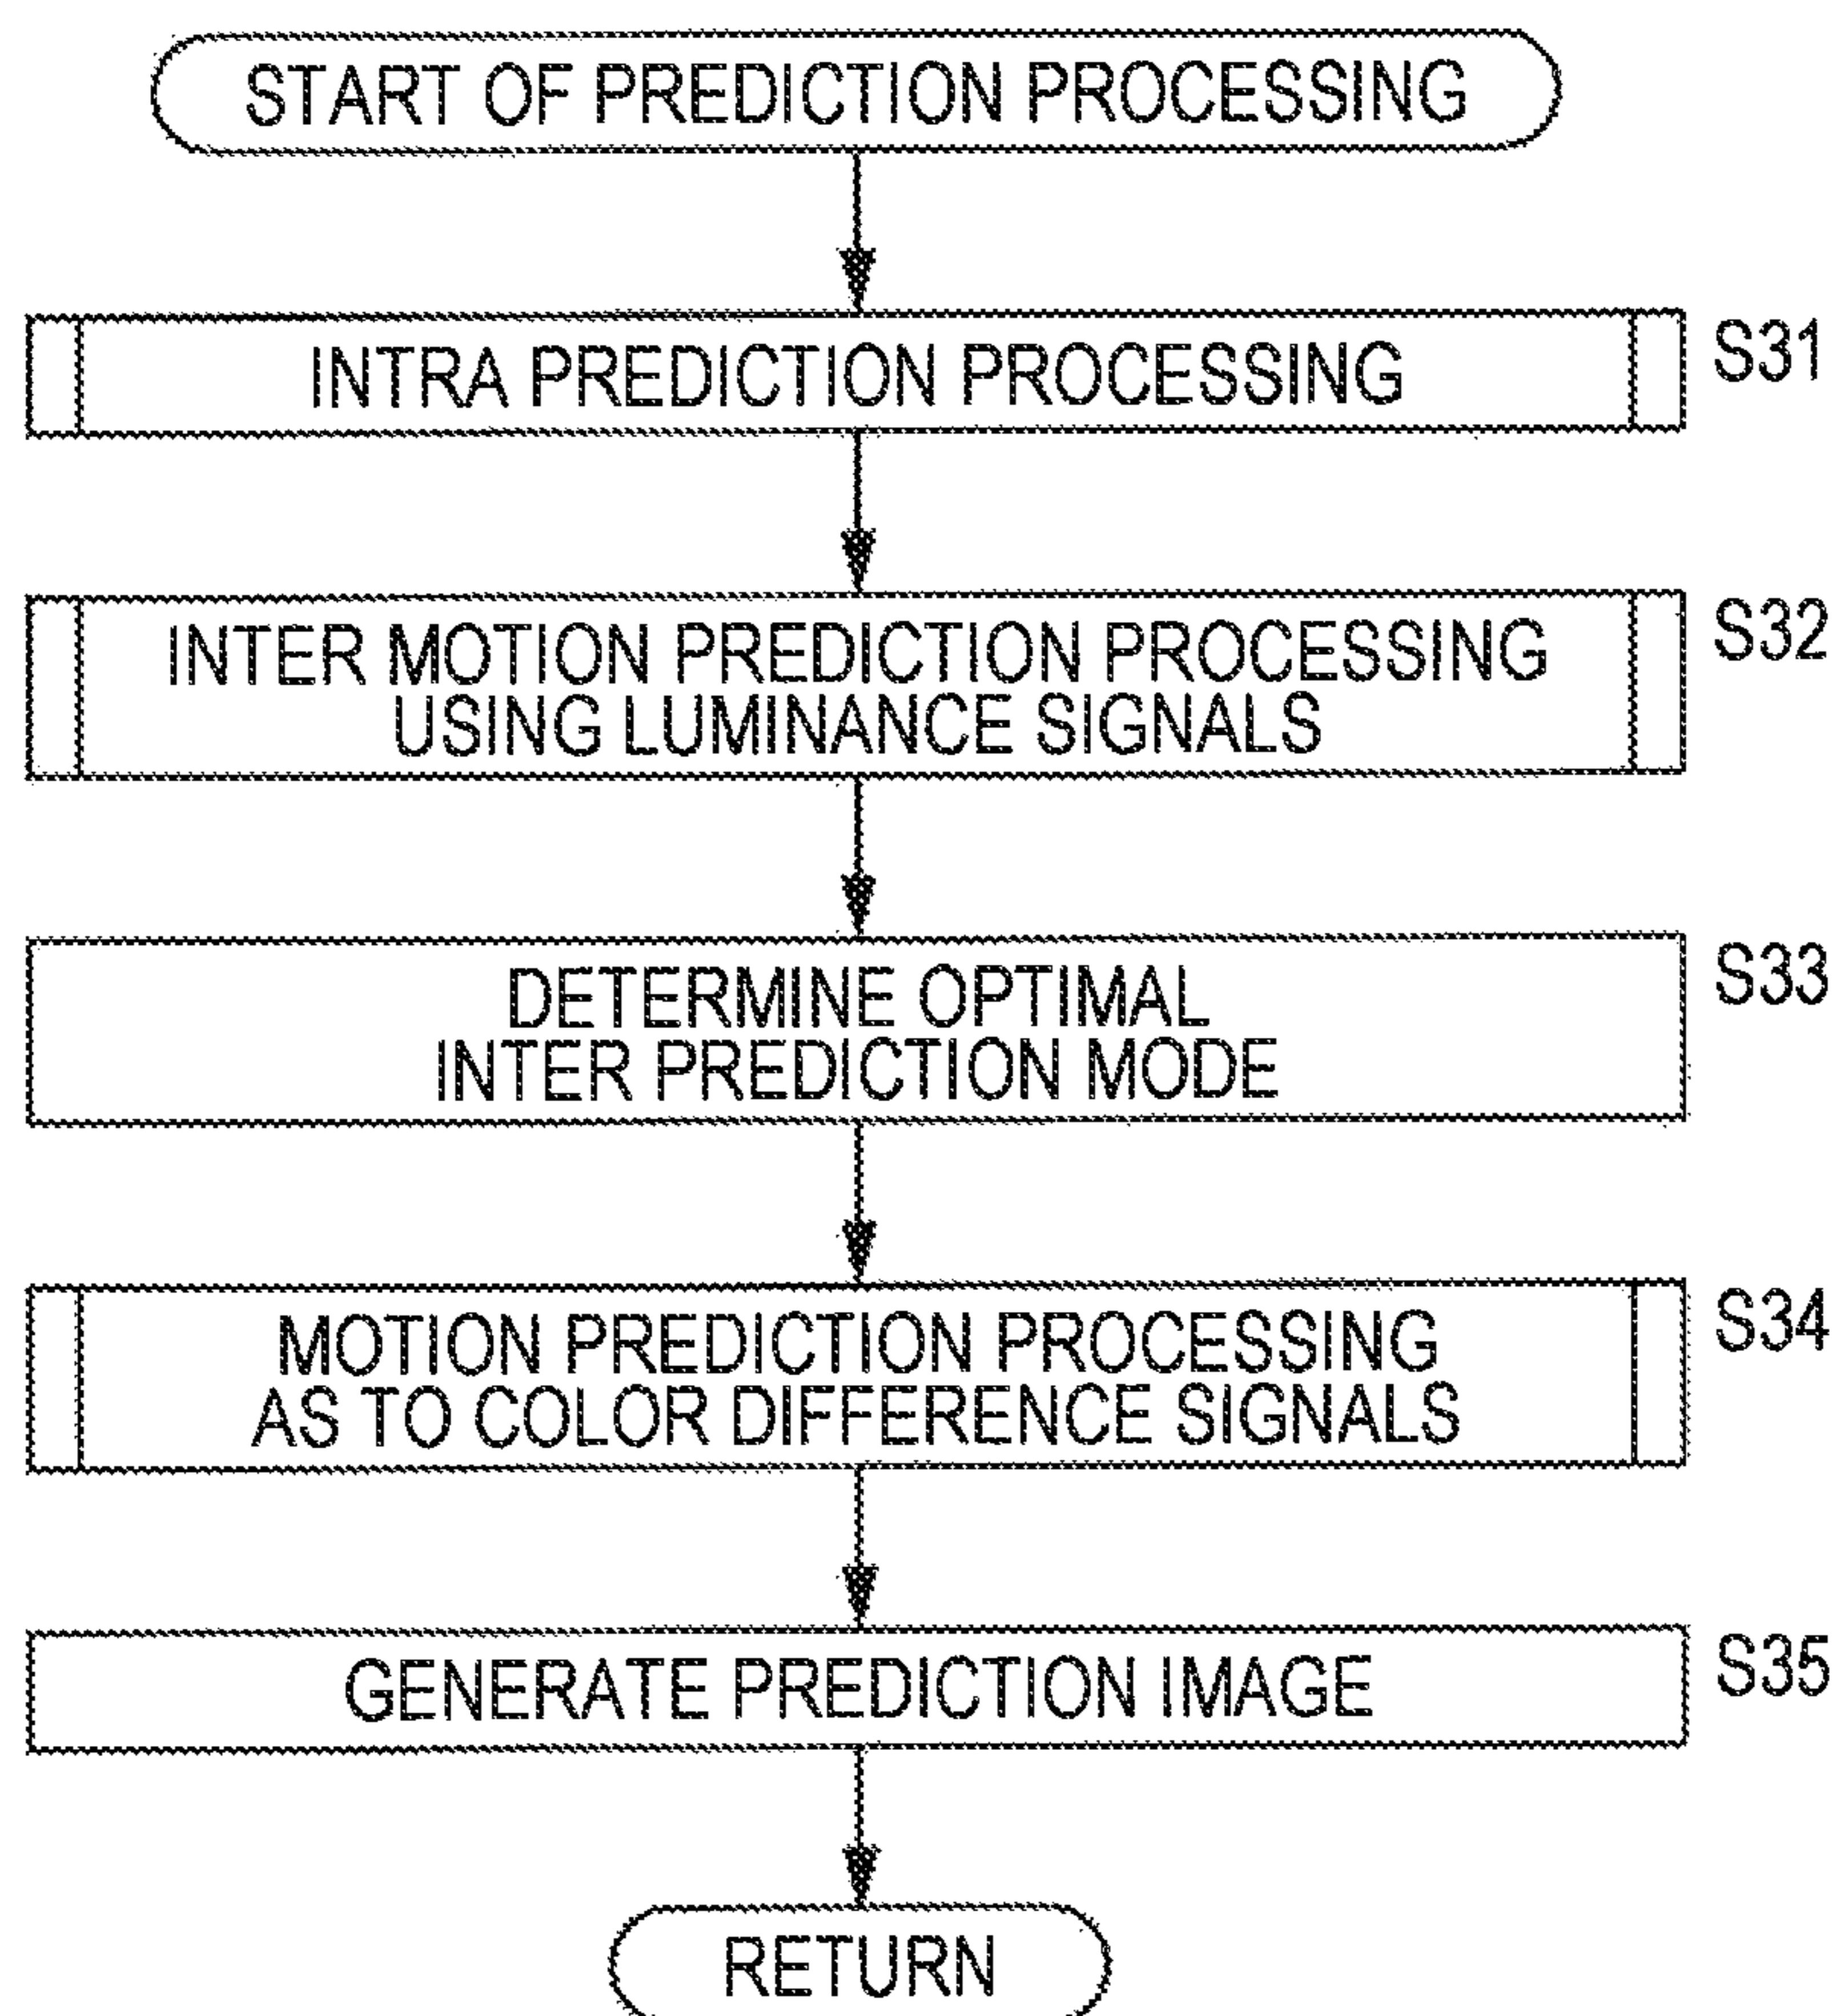 START OF PREDICTION PROCESSING
INTRA PREDICTION PROCESSING
S31
INTER MOTION PREDICTION PROCESSING
USING LUMINANCE SIGNALS
S32
DETERMINE OPTIMAL
INTER PREDICTION MODE
S33
MOTION PREDICTION PROCESSING
AS TO COLOR DIFFERENCE SIGNALS
S34
GENERATE PREDICTION IMAGE
S35
RETURN